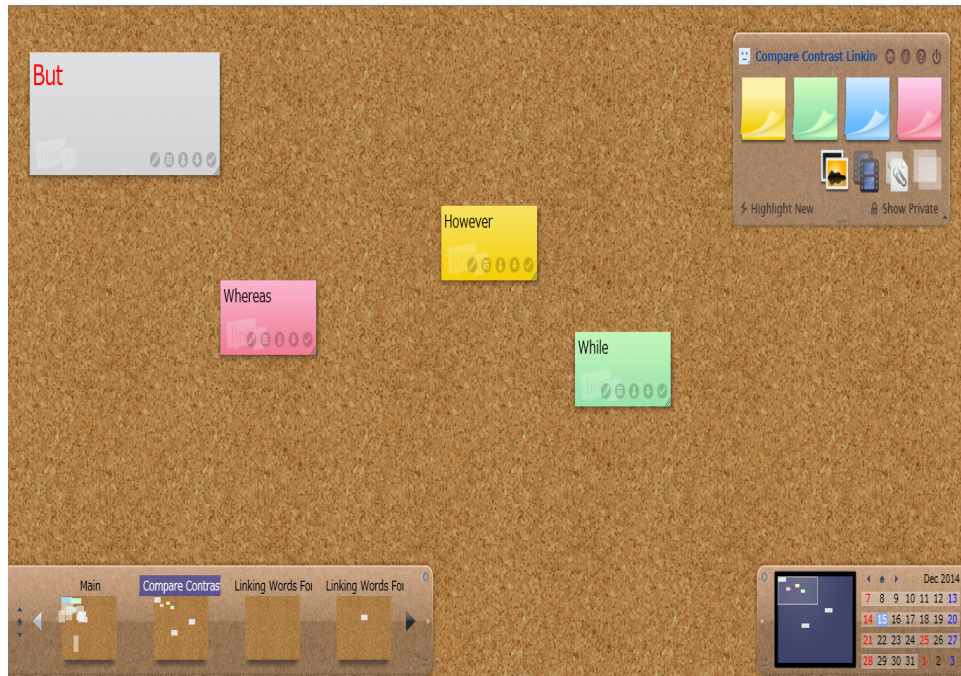 But
Compare Contrast Linkin
Highlight New
Show Private
However
Whereas
While
Main
Compare Contras
Linking Words For
Linking Words For
Dec 2014
7 8 9 10 11 12 13
14 15 16 17 18 19 20
21 22 23 24 25 26 27
28 29 30 31 1 2 3